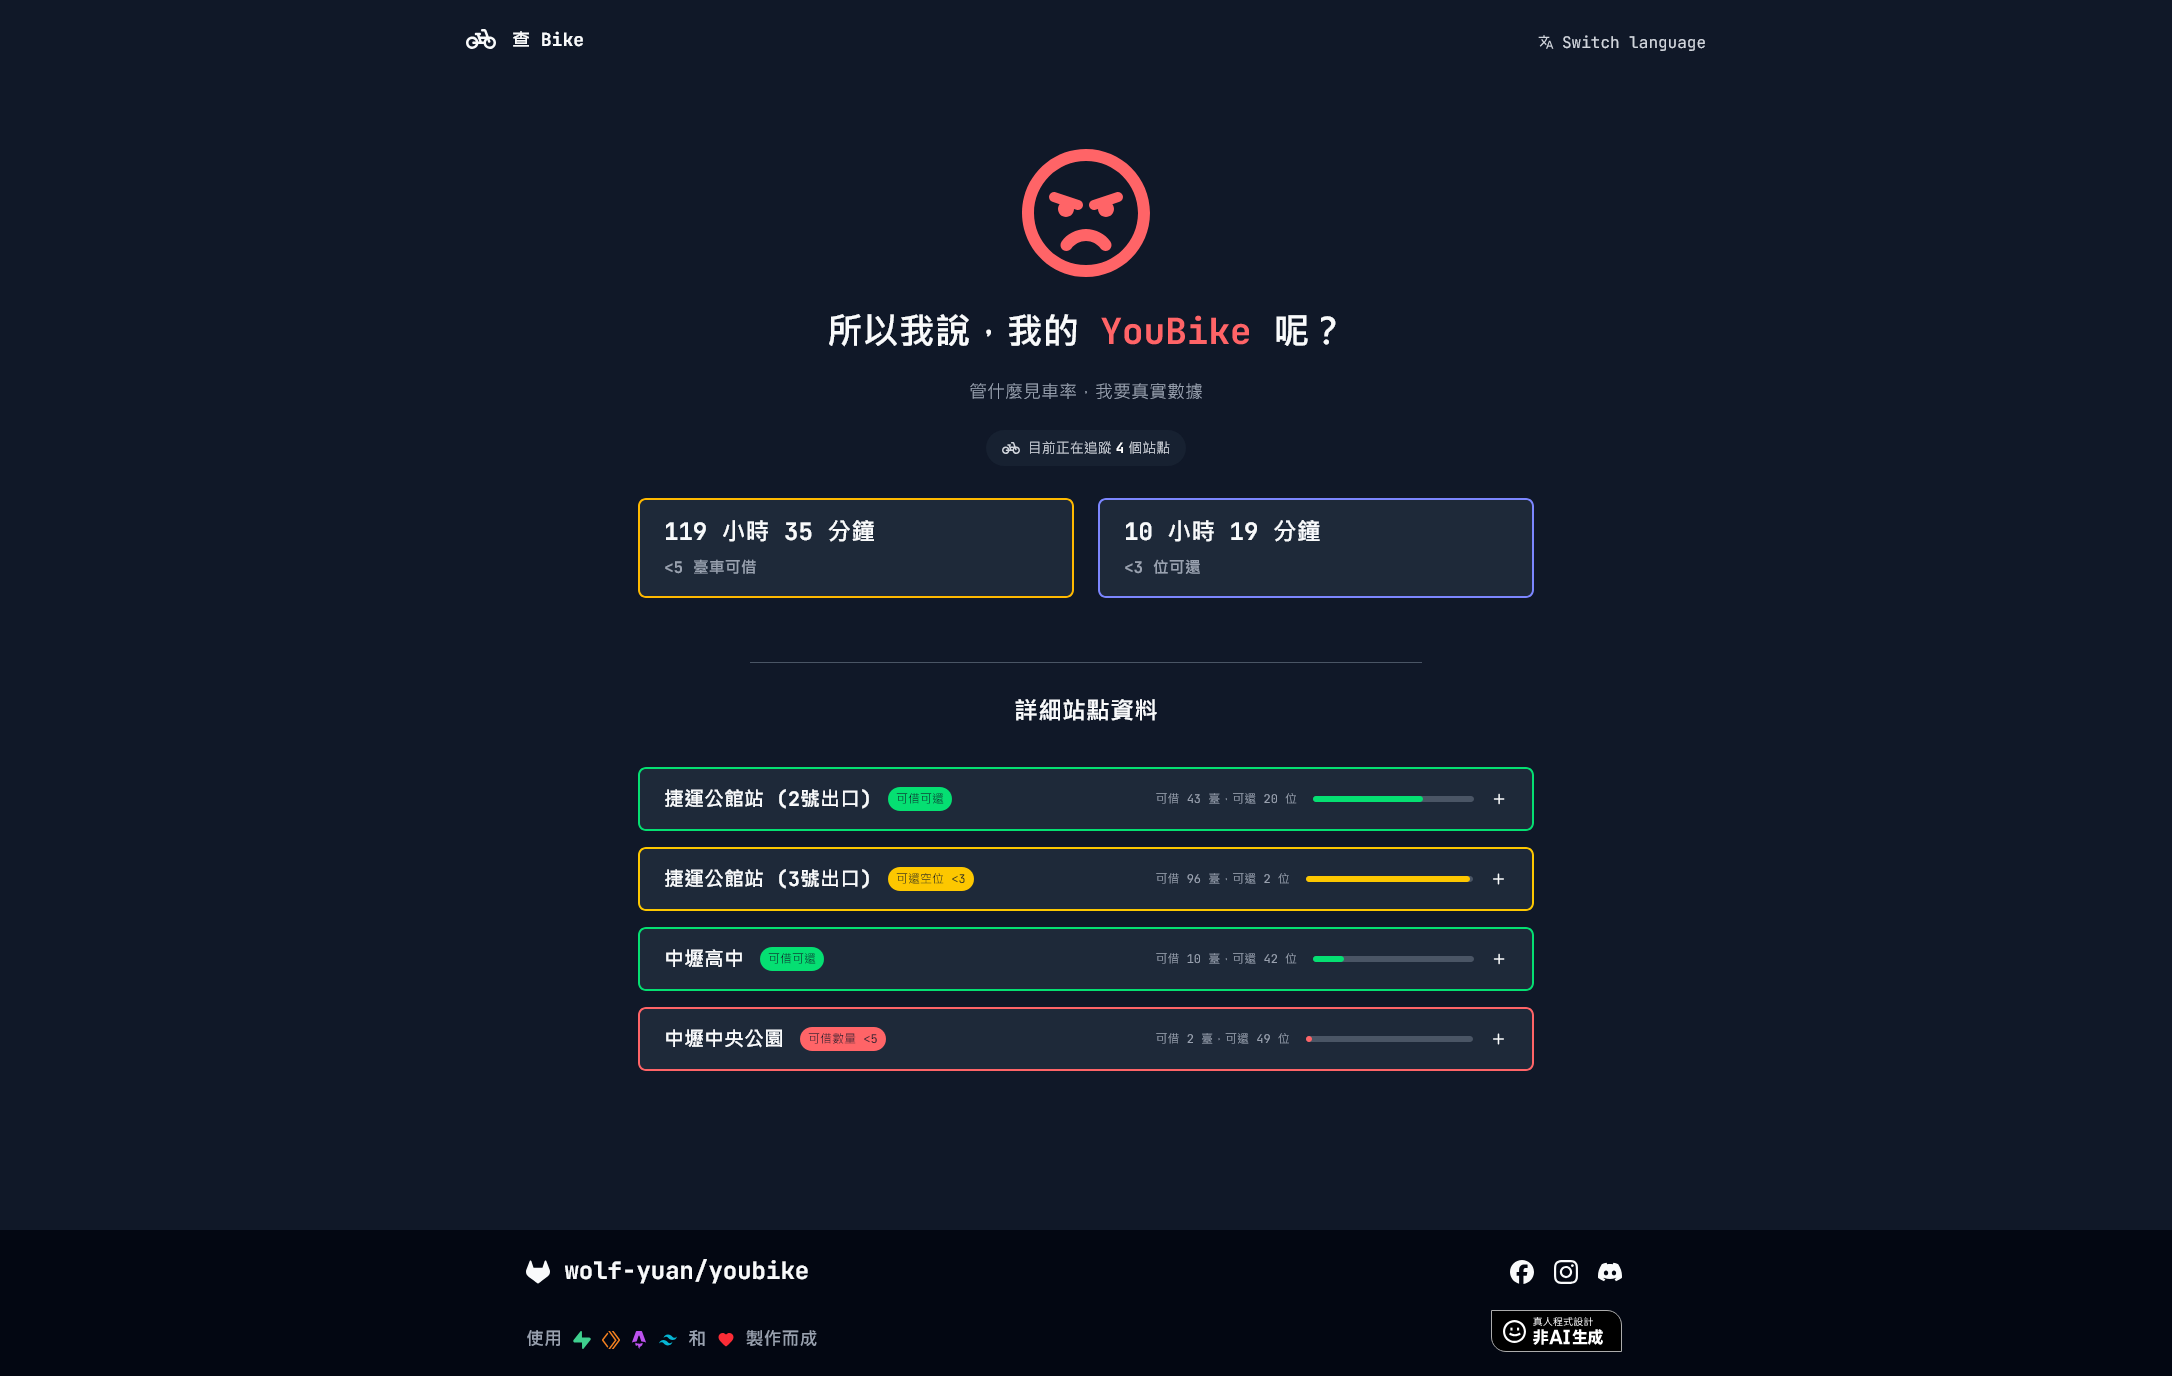 查 Bike
Switch language
所以我說，我的 YouBike 呢？
管什麼見車率，我要真實數據
目前正在追蹤 4 個站點
119 小時 35 分鐘
<5 臺車可借
10 小時 19 分鐘
<3 位可還
詳細站點資料
捷運公館站 (2號出口) 可借可還 可借 43 臺，可還 20 位 +
捷運公館站 (3號出口) 可還空位 <3 可借 96 臺，可還 2 位 +
中壢高中 可借可還 可借 10 臺，可還 42 位 +
中壢中央公園 可借數量 <5 可借 2 臺，可還 49 位 +
wolf-yuan/youbike
使用 和 製作而成
真人程式設計
非AI生成